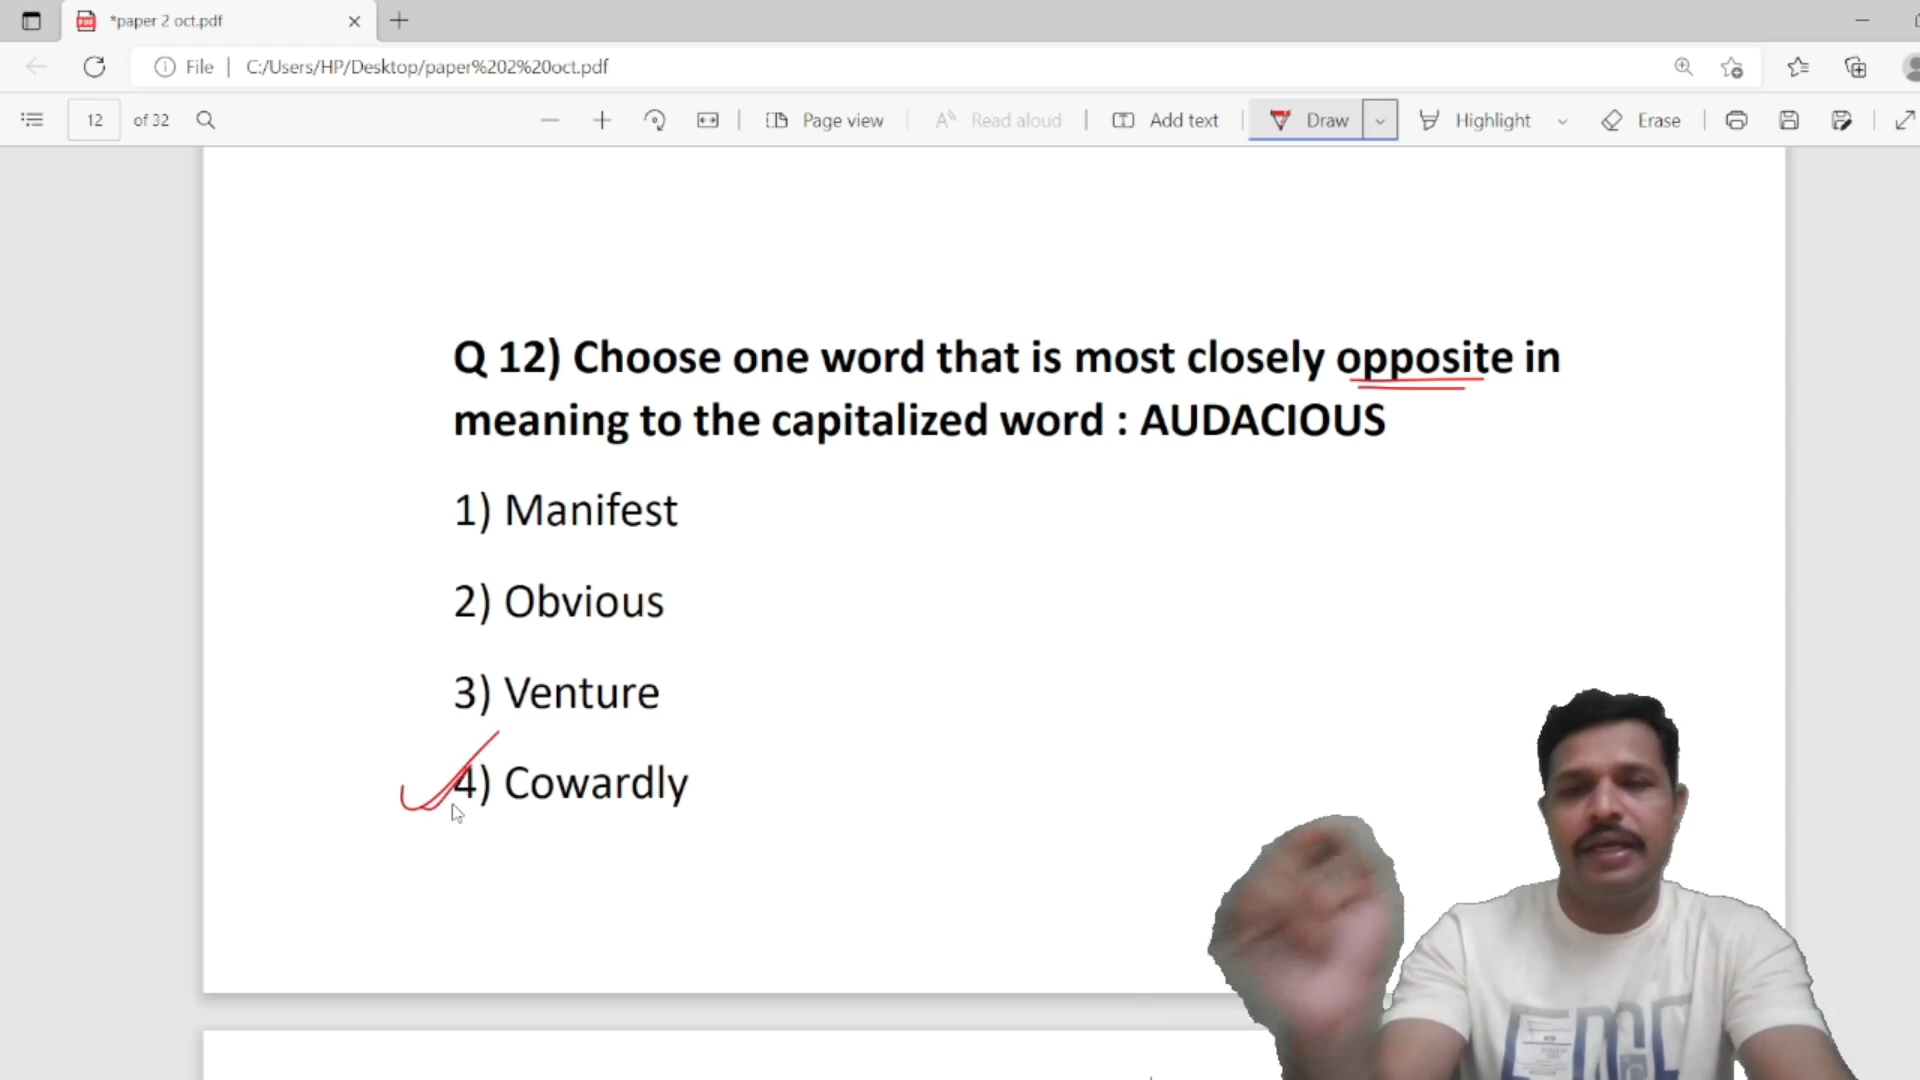 *paper 2 oct.pdf
File | C:/Users/HP/Desktop/paper%202%20oct.pdf
12 of 32 Page view Read aloud Add text Draw Highlight Erase
Q 12) Choose one word that is most closely opposite in
meaning to the capitalized word : AUDACIOUS
1) Manifest
2) Obvious
3) Venture
4) Cowardly